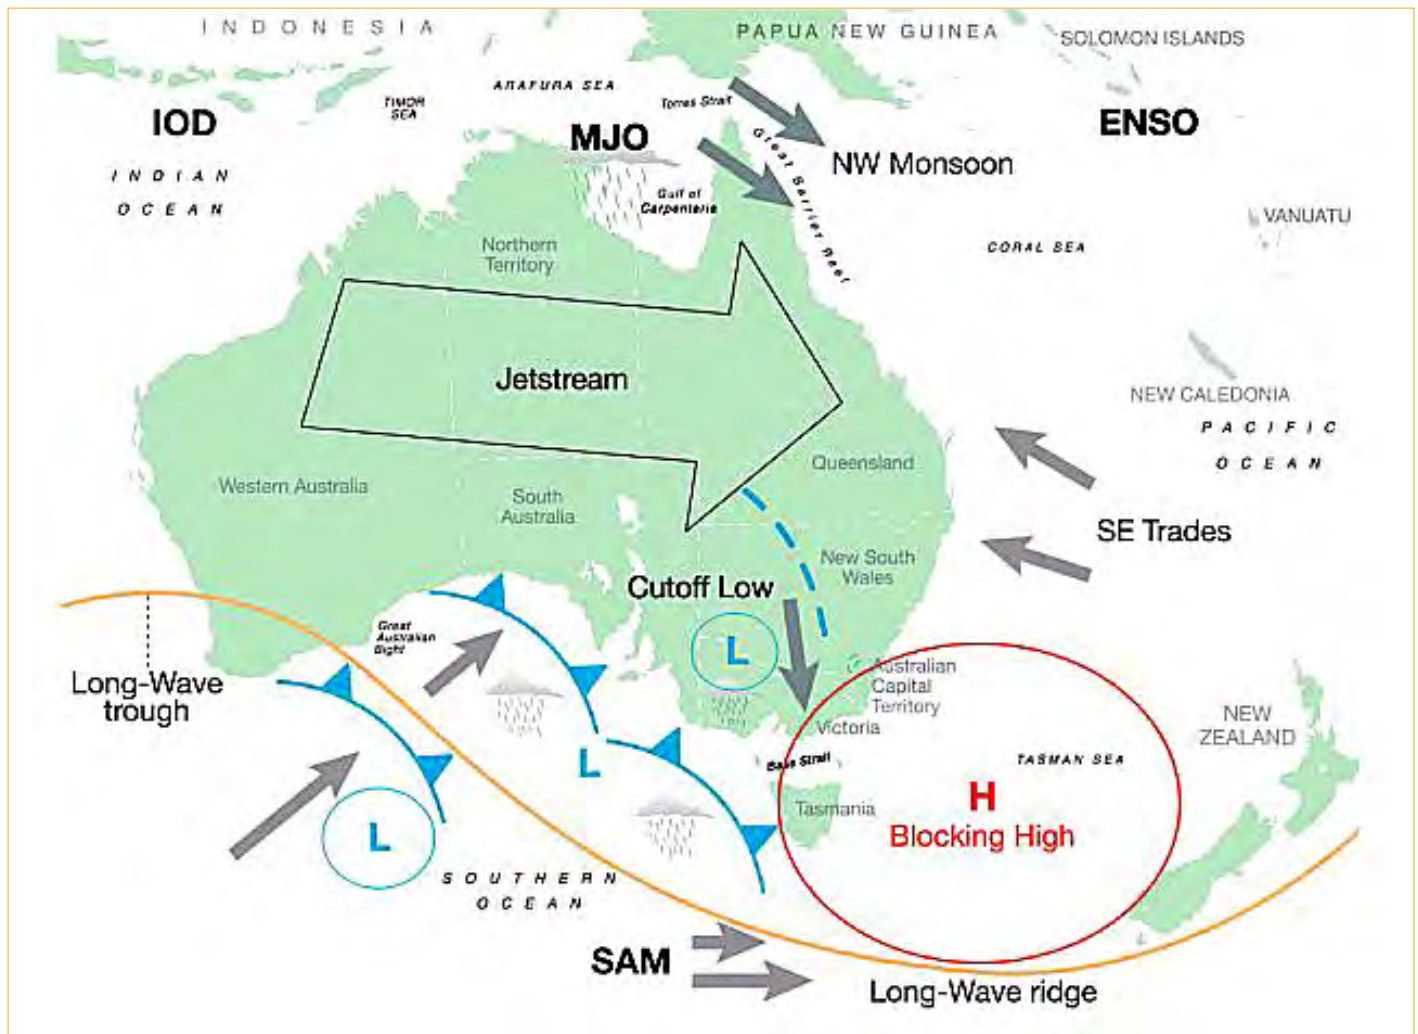 INDONESIA
PAPUA NEW GUINEA
SOLOMON ISLANDS
ARAFURA SEA
TIMOR
SEA
Torres Strait
IOD
MJO
ENSO
Great Barrier Reef
NW Monsoon
INDIAN
OCEAN
Gulf of
Carpenteria
VANUATU
Northern
Territory
CORAL SEA
Jetstream
NEW CALEDONIA
PACIFIC
OCEAN
Queensland
Western Australia
South
Australia
SE Trades
New South
Wales
Cutoff Low
Great
Australian
Bight
L
Australian
Capital
Territory
Long-Wave
trough
Victoria
NEW
ZEALAND
L
Bass Strait
TASMAN SEA
H
Tasmania
Blocking High
L
SOUTHERN
OCEAN
SAM
Long-Wave ridge